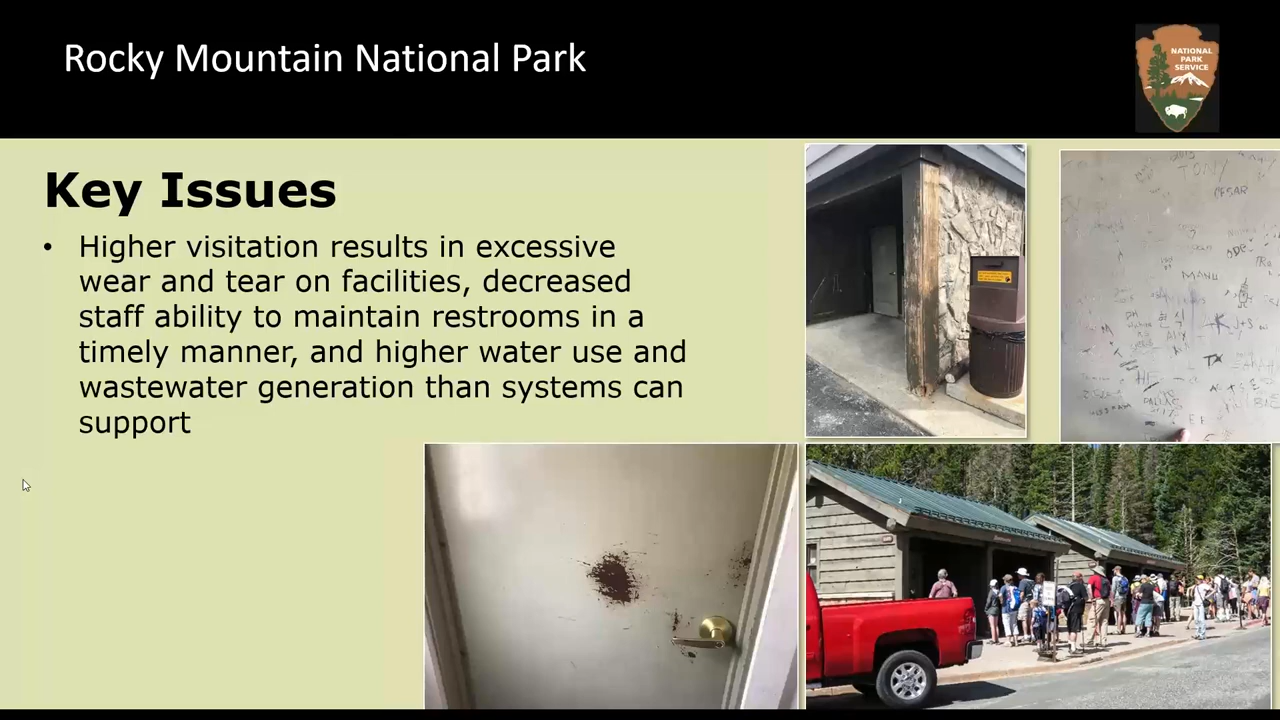 Rocky Mountain National Park
NATIONAL
PARK
SERVICE
Key Issues
• Higher visitation results in excessive
wear and tear on facilities, decreased
staff ability to maintain restrooms in a
timely manner, and higher water use and
wastewater generation than systems can
support
TONY
CESAR
MANU